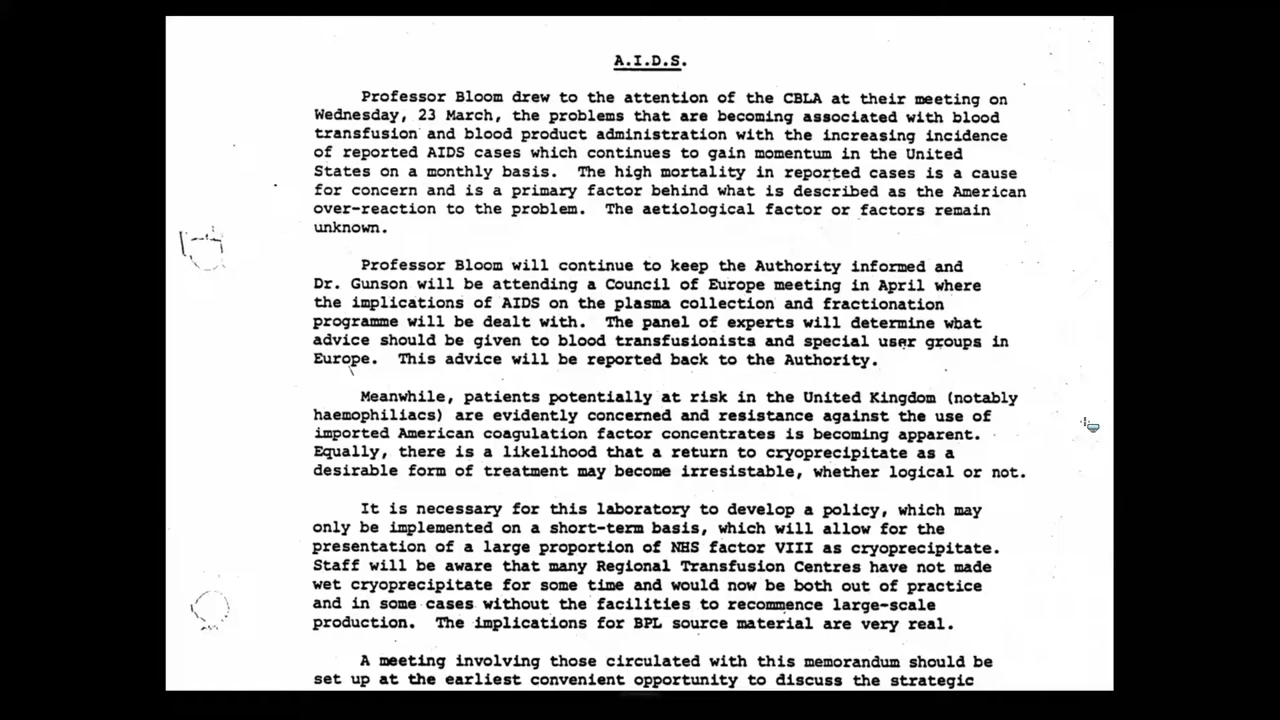 A.I.D.S.
Professor Bloom drew to the attention of the CBLA at their meeting on
Wednesday, 23 March, the problems that are becoming associated with blood
transfusion and blood product administration with the increasing incidence
of reported AIDS cases which continues to gain momentum in the United
States on a monthly basis. The high mortality in reported cases is a cause
for concern and is a primary factor behind what is described as the American
over-reaction to the problem. The aetiological factor or factors remain
unknown.
Professor Bloom will continue to keep the Authority informed and
Dr. Gunson will be attending a Council of Europe meeting in April where
the implications of AIDS on the plasma collection and fractionation
programme will be dealt with. The panel of experts will determine what
advice should be given to blood transfusionists and special user groups in
Europe. This advice will be reported back to the Authority.
Meanwhile, patients potentially at risk in the United Kingdom (notably
haemophiliacs) are evidently concerned and resistance against the use of
imported American coagulation factor concentrates is becoming apparent.
Equally, there is a likelihood that a return to cryoprecipitate as a
desirable form of treatment may become irresistable, whether logical or not.
It is necessary for this laboratory to develop a policy, which may
only be implemented on a short-term basis, which will allow for the
presentation of a large proportion of NHS factor VIII as cryoprecipitate.
Staff will be aware that many Regional Transfusion Centres have not made
wet cryoprecipitate for some time and would now be both out of practice
and in some cases without the facilities to recommence large-scale
production. The implications for BPL source material are very real.
A meeting involving those circulated with this memorandum should be
set up at the earliest convenient opportunity to discuss the strategic